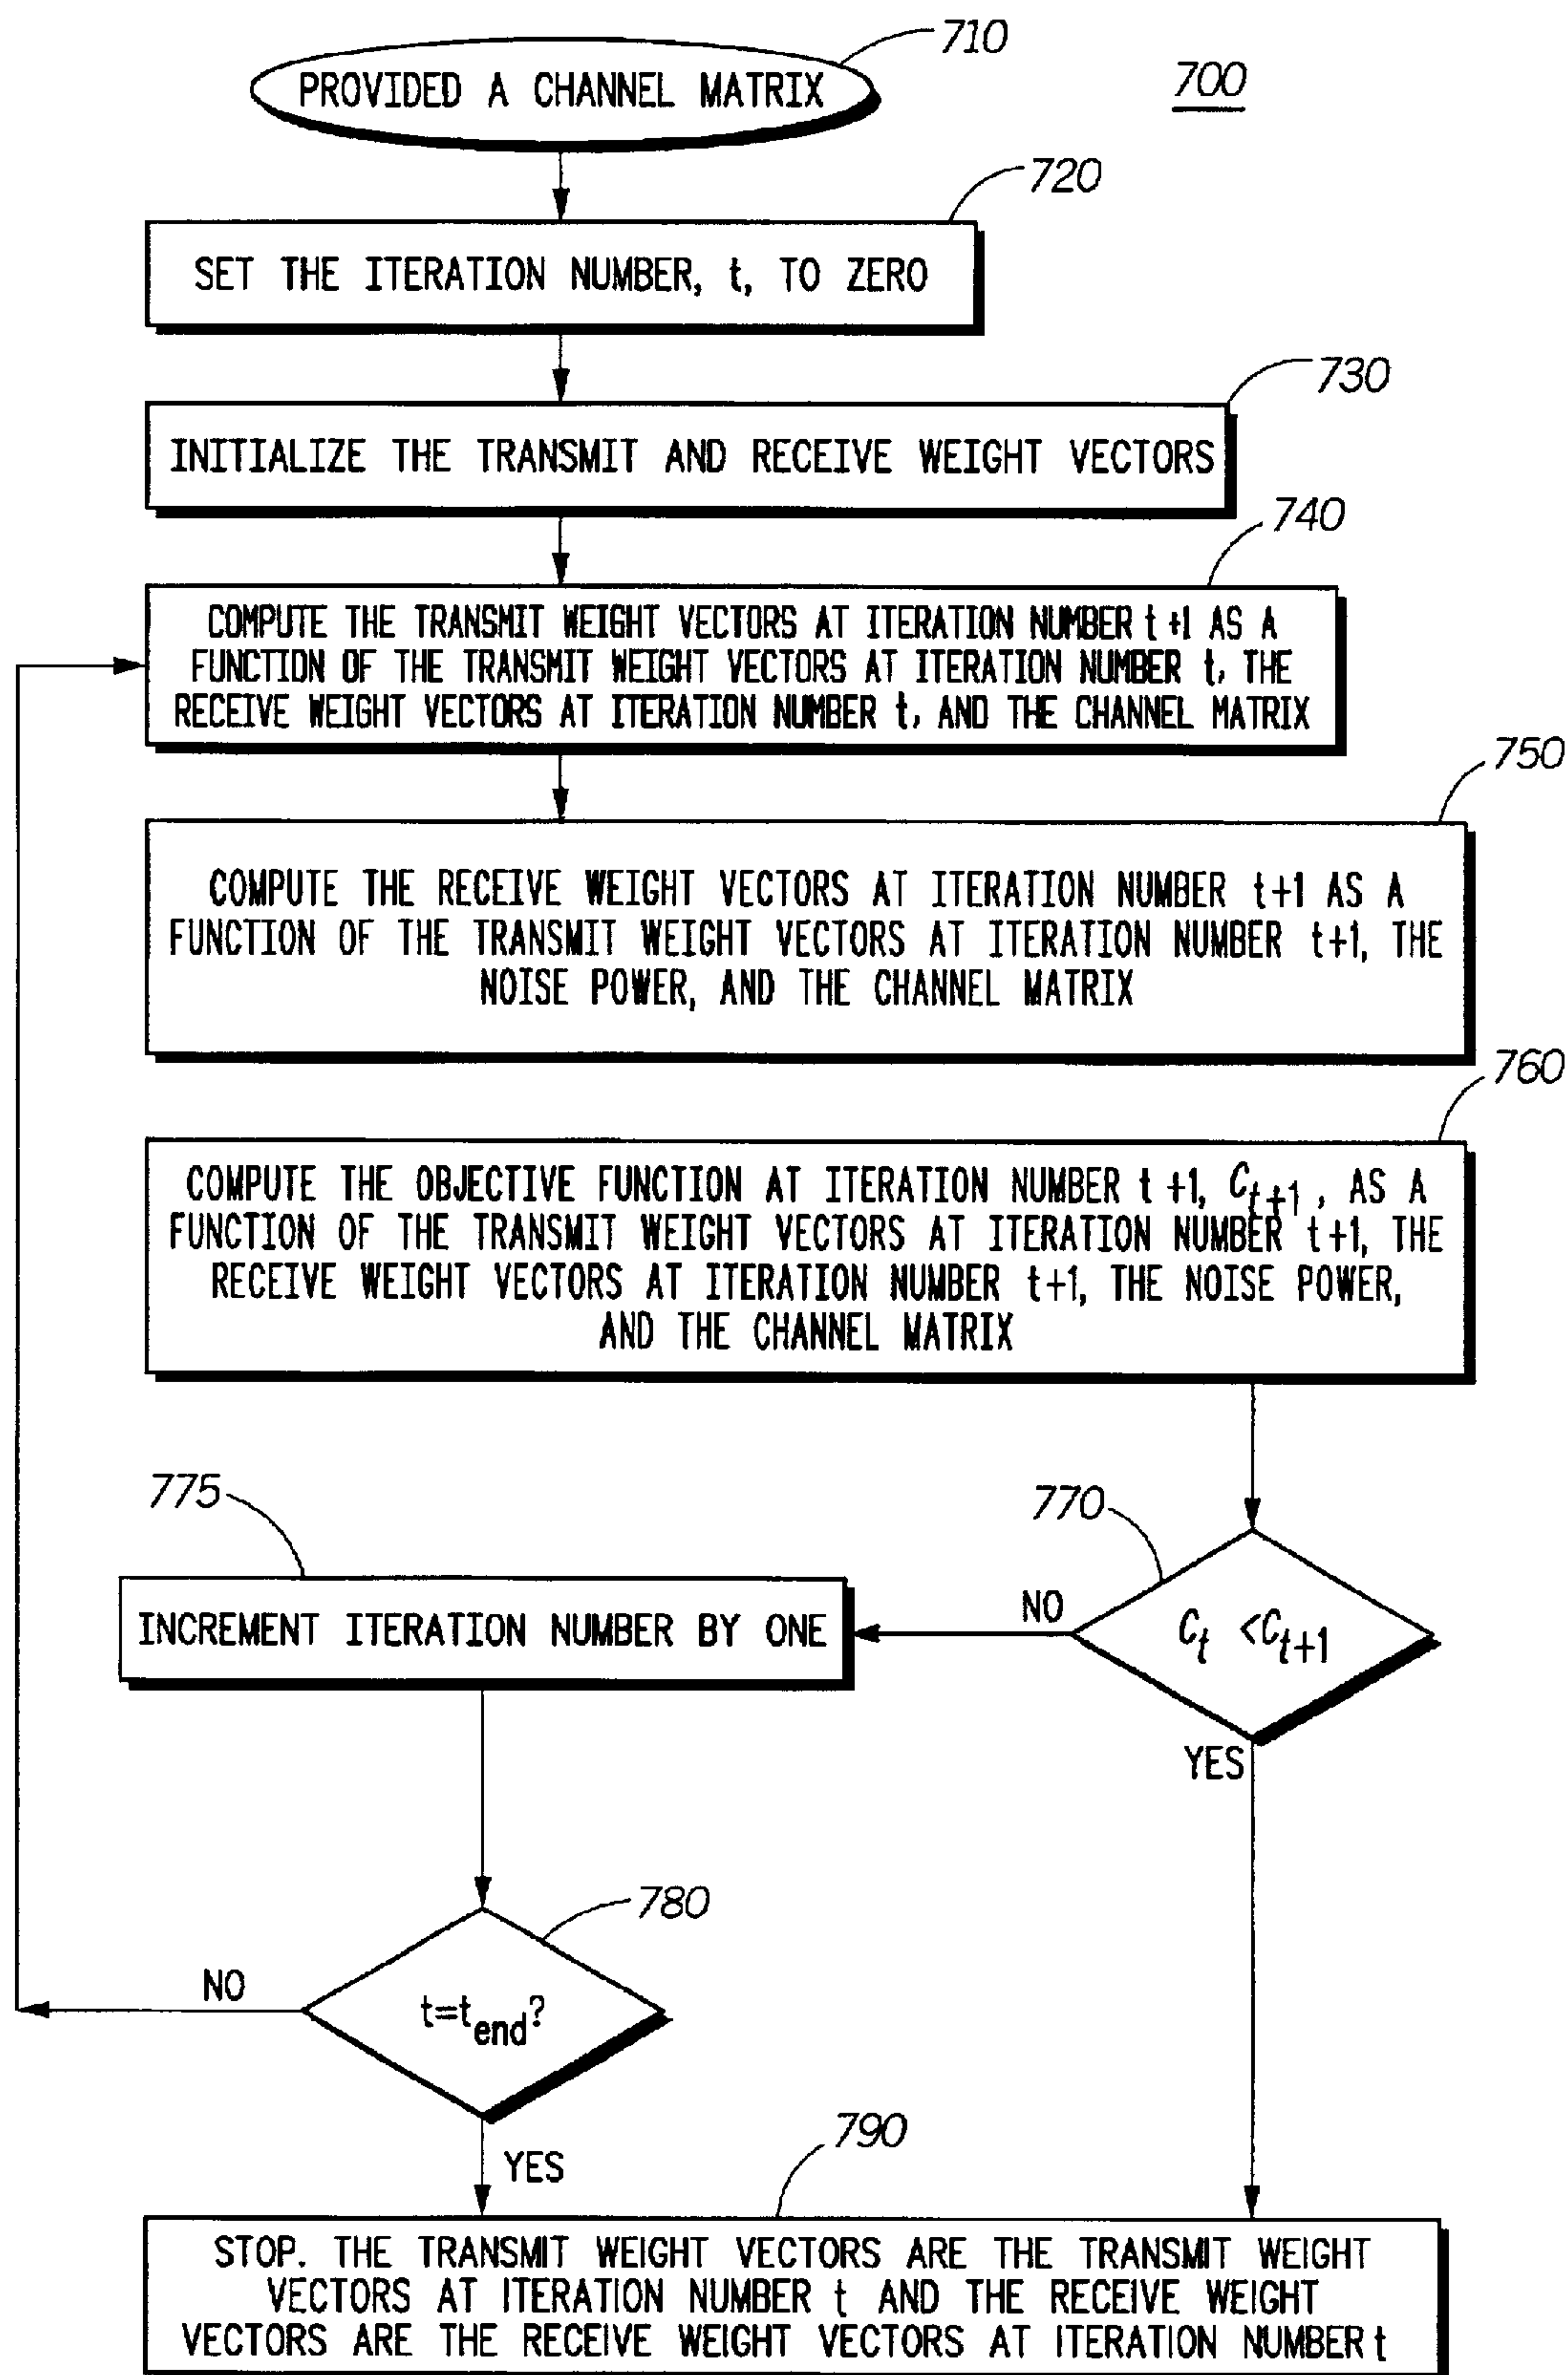 710
PROVIDED A CHANNEL MATRIX
700
720
SET THE ITERATION NUMBER, t, TO ZERO
730
INITIALIZE THE TRANSMIT AND RECEIVE WEIGHT VECTORS
740
COMPUTE THE TRANSMIT WEIGHT VECTORS AT ITERATION NUMBER t+1 AS A
FUNCTION OF THE TRANSMIT WEIGHT VECTORS AT ITERATION NUMBER t, THE
RECEIVE WEIGHT VECTORS AT ITERATION NUMBER t, AND THE CHANNEL MATRIX
750
COMPUTE THE RECEIVE WEIGHT VECTORS AT ITERATION NUMBER t+1 AS A
FUNCTION OF THE TRANSMIT WEIGHT VECTORS AT ITERATION NUMBER t+1, THE
NOISE POWER, AND THE CHANNEL MATRIX
760
COMPUTE THE OBJECTIVE FUNCTION AT ITERATION NUMBER t+1, C_{t+1}, AS A
FUNCTION OF THE TRANSMIT WEIGHT VECTORS AT ITERATION NUMBER t+1, THE
RECEIVE WEIGHT VECTORS AT ITERATION NUMBER t+1, THE NOISE POWER,
AND THE CHANNEL MATRIX
775
770
INCREMENT ITERATION NUMBER BY ONE
NO
C_t <C_{t+1}
YES
780
NO
t=t_{end}?
YES
790
STOP. THE TRANSMIT WEIGHT VECTORS ARE THE TRANSMIT WEIGHT
VECTORS AT ITERATION NUMBER t AND THE RECEIVE WEIGHT
VECTORS ARE THE RECEIVE WEIGHT VECTORS AT ITERATION NUMBER t